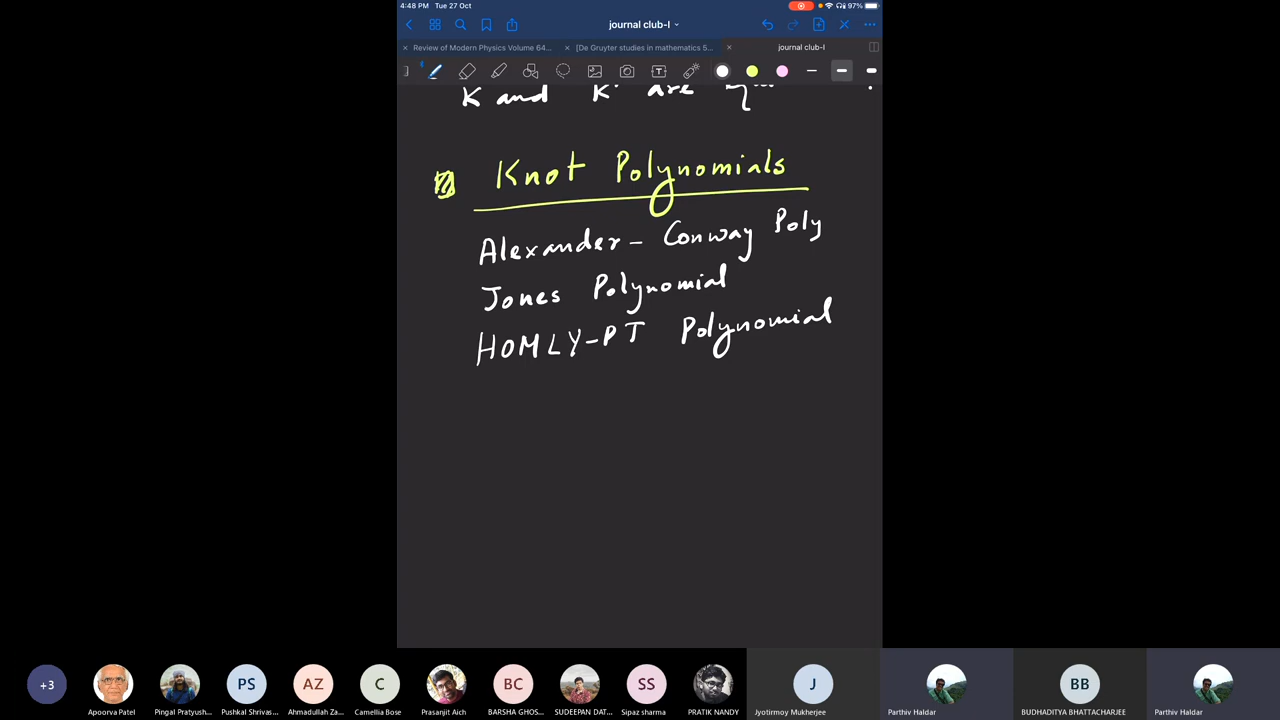 4:48 PM Tue 27 Oct
97%
journal club-I
Review of Modern Physics Volume 64...
[De Gruyter studies in mathematics 5...
journal club-I
K and K' are
Knot Polynomials
Alexander - Conway Poly
Jones Polynomial
HOMLY-PT Polynomial
+3
PS
AZ
C
BC
SS
J
BB
Apoorva Patel
Pingal Pratyush...
Pushkal Shrivas...
Ahmadullah Za...
Camellia Bose
Prasanjit Aich
BARSHA GHOS...
SUDEEPAN DAT...
Sipaz sharma
PRATIK NANDY
Jyotirmoy Mukherjee
Parthiv Haldar
BUDHADITYA BHATTACHARJEE
Parthiv Haldar